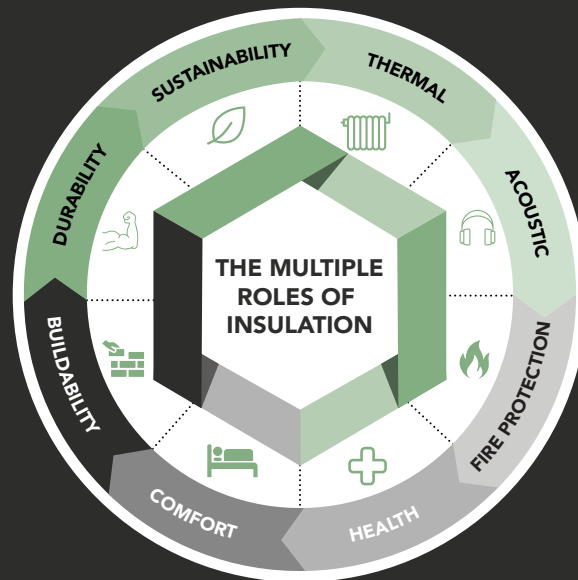 THE MULTIPLE
ROLES OF
INSULATION
THERMAL
ACOUSTIC
FIRE PROTECTION
HEALTH
COMFORT
BUILDABILITY
DURABILITY
SUSTAINABILITY